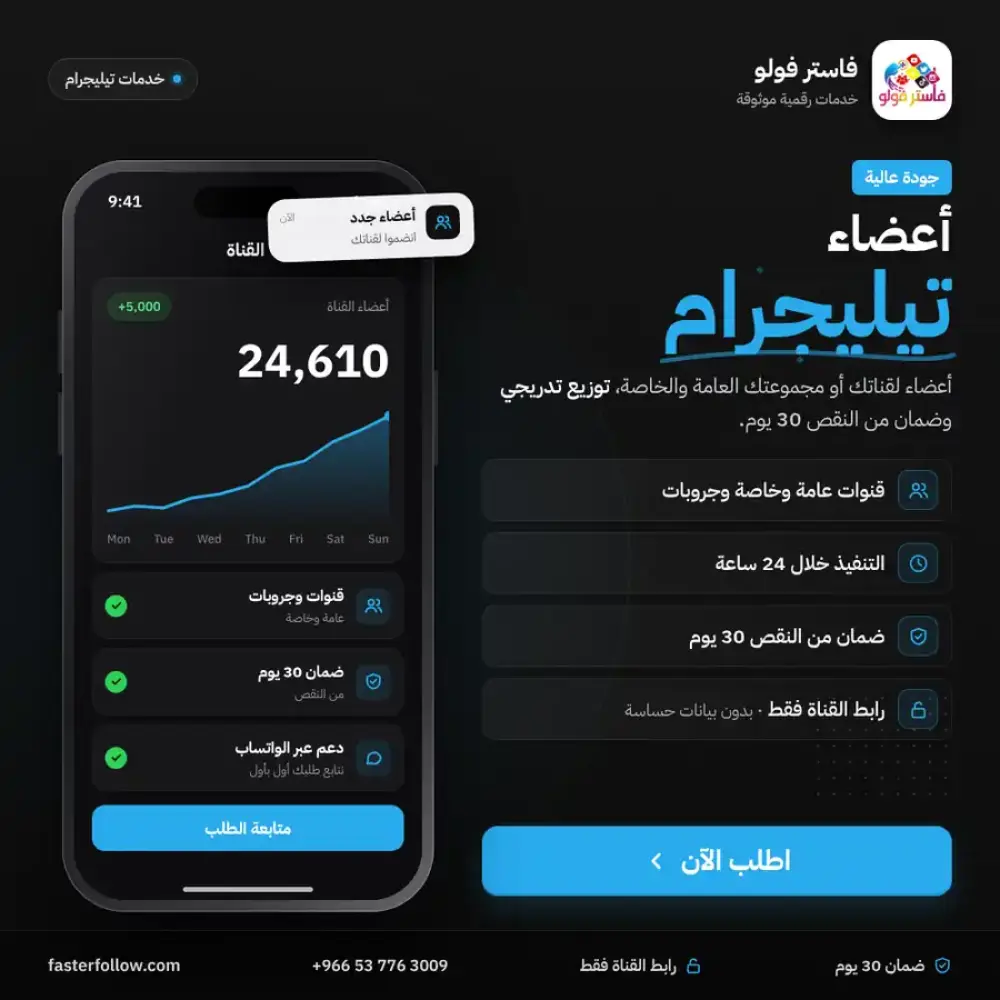 فاستر فولو
فاستر فولو
خدمات رقمية موثوقة
خدمات تيليجرام
جودة عالية
أعضاء
تيليجرام
أعضاء لقناتك أو مجموعتك العامة والخاصة، توزيع تدريجي
وضمان من النقص 30 يوم.
قنوات عامة وخاصة وجروبات
التنفيذ خلال 24 ساعة
ضمان من النقص 30 يوم
رابط القناة فقط · بدون بيانات حساسة
اطلب الآن
9:41
أعضاء جدد
الآن
انضموا لقناتك
القناة
أعضاء القناة
+5,000
24,610
Mon Tue Wed Thu Fri Sat Sun
قنوات وجروبات
عامة وخاصة
ضمان 30 يوم
من النقص
دعم عبر الواتساب
نتابع طلبك أول بأول
متابعة الطلب
ضمان 30 يوم
رابط القناة فقط
+966 53 776 3009
fasterfollow.com